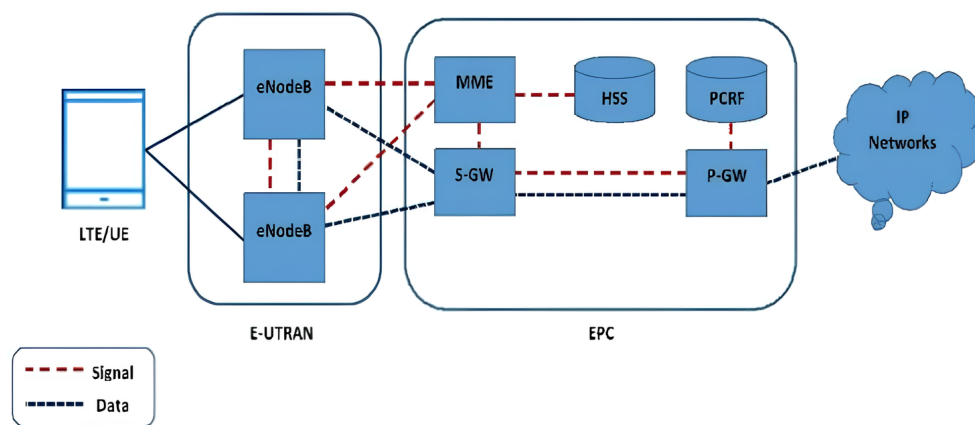 eNodeB
MME
HSS
PCRF
IP
Networks
S-GW
P-GW
eNodeB
LTE/UE
E-UTRAN
EPC
Signal
Data